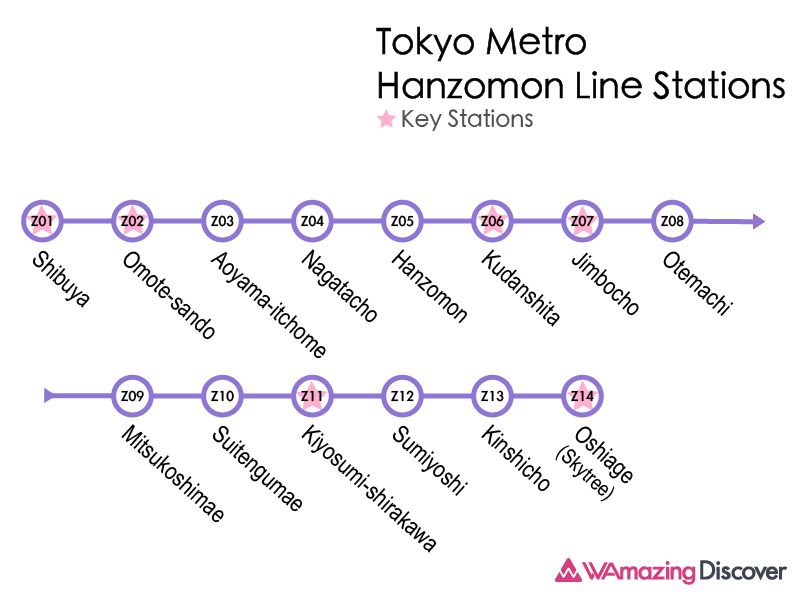 Tokyo Metro
Hanzomon Line Stations
Key Stations
Z01 Z02 Z03 Z04 Z05 Z06 Z07 Z08
Shibuya
Omote-sando
Aoyama-itchome
Nagatacho
Hanzomon
Kudanshita
Jimbocho
Otemachi
Z09 Z10 Z11 Z12 Z13 Z14
Mitsukoshimae
Suitengumae
Kiyosumi-shirakawa
Sumiyoshi
Kinshicho
Oshiage
(Skytree)
WAmazing Discover